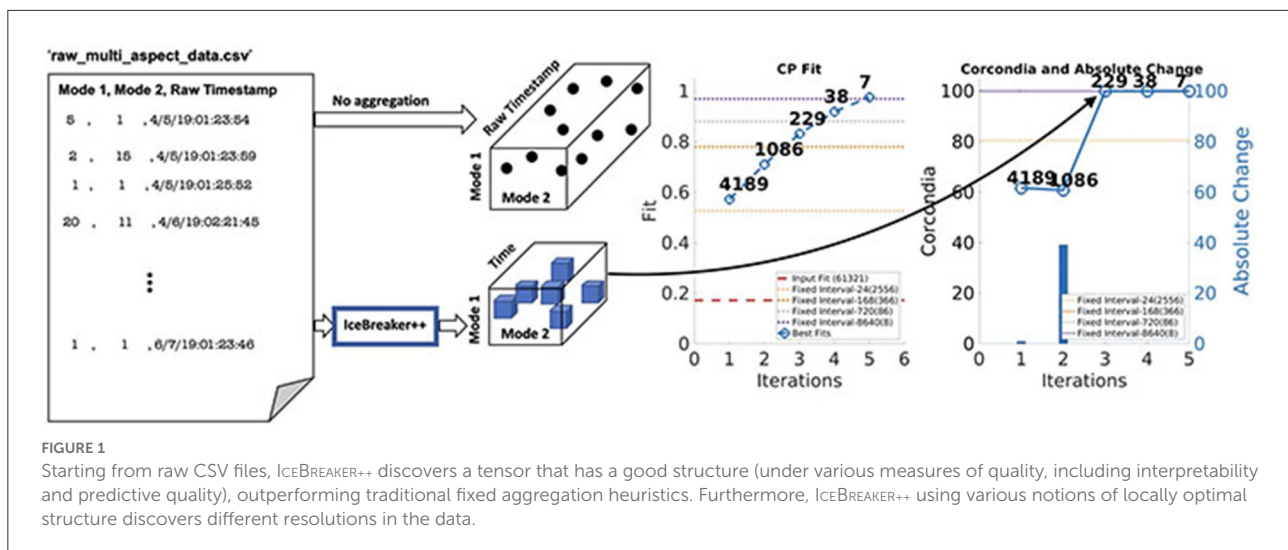 'raw_multi_aspect_data.csv'
Mode 1, Mode 2, Raw Timestamp
5 , 1 , 4/5/19:01:23:54
2 , 15 , 4/5/19:01:23:59
1 , 1 , 4/5/19:01:25:52
20 , 11 , 4/6/19:02:21:45
1 , 1 , 6/7/19:01:23:46
No aggregation
Raw Timestamp
Mode 1
Mode 2
IceBreaker++
Time
Mode 1
Mode 2
CP Fit
Fit
1
0.8
0.6
0.4
0.2
0
4189
1086
229
38
7
Input Fit (61321)
Fixed Interval-24(2556)
Fixed Interval-168(366)
Fixed Interval-720(86)
Fixed Interval-8640(8)
Best Fits
0 1 2 3 4 5 6
Iterations
Corcondia and Absolute Change
Corcondia
100
80
60
40
20
0
4189
1086
229
38
7
Fixed Interval-24(2556)
Fixed Interval-168(366)
Fixed Interval-720(86)
Fixed Interval-8640(8)
100
80
60
40
20
0
Absolute Change
0 1 2 3 4 5
Iterations
FIGURE 1
Starting from raw CSV files, ICEBREAKER++ discovers a tensor that has a good structure (under various measures of quality, including interpretability
and predictive quality), outperforming traditional fixed aggregation heuristics. Furthermore, ICEBREAKER++ using various notions of locally optimal
structure discovers different resolutions in the data.